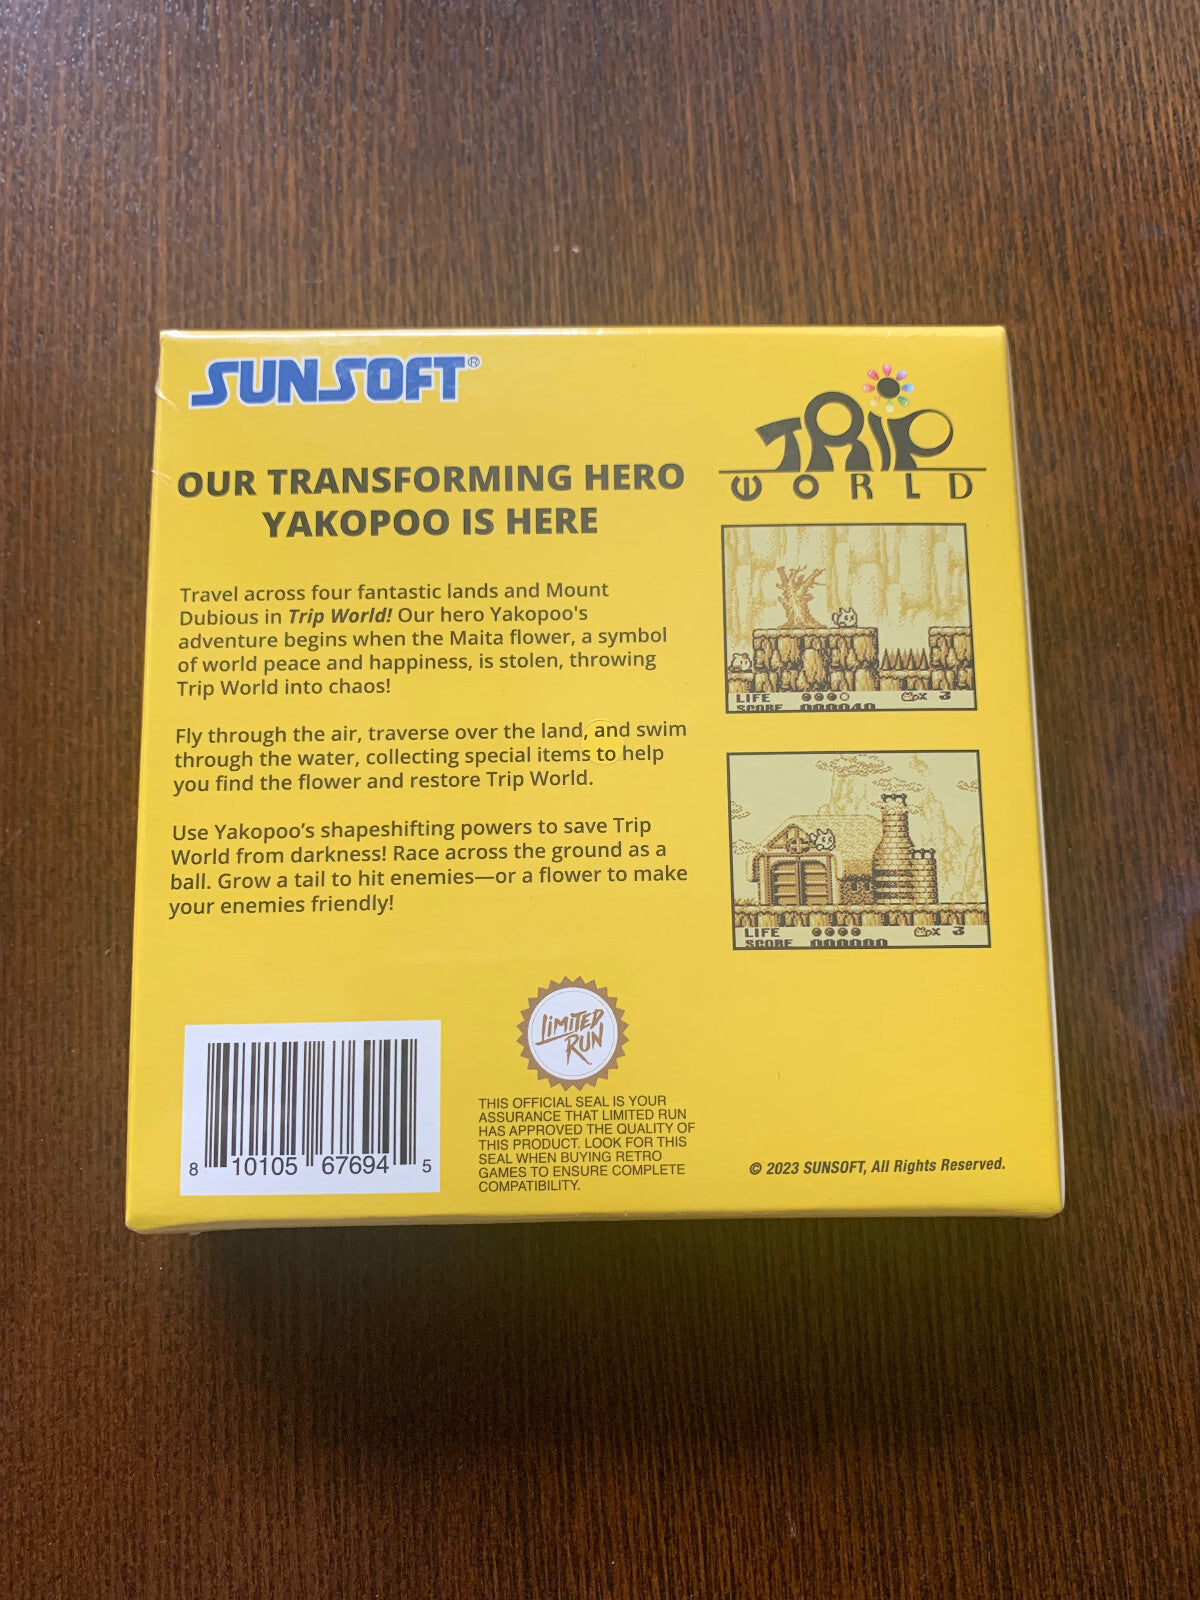 SUNSOFT®
TRIP
WORLD
OUR TRANSFORMING HERO
YAKOPOO IS HERE
Travel across four fantastic lands and Mount
Dubious in Trip World! Our hero Yakopoo's
adventure begins when the Maita flower, a symbol
of world peace and happiness, is stolen, throwing
Trip World into chaos!
Fly through the air, traverse over the land, and swim
through the water, collecting special items to help
you find the flower and restore Trip World.
Use Yakopoo’s shapeshifting powers to save Trip
World from darkness! Race across the ground as a
ball. Grow a tail to hit enemies—or a flower to make
your enemies friendly!
LIFE x 3
SCORE 000040
LIFE x 3
SCORE 000000
LIMITED
RUN
THIS OFFICIAL SEAL IS YOUR
ASSURANCE THAT LIMITED RUN
HAS APPROVED THE QUALITY OF
THIS PRODUCT. LOOK FOR THIS
SEAL WHEN BUYING RETRO
GAMES TO ENSURE COMPLETE
COMPATIBILITY.
8 10105 67694 5
© 2023 SUNSOFT, All Rights Reserved.